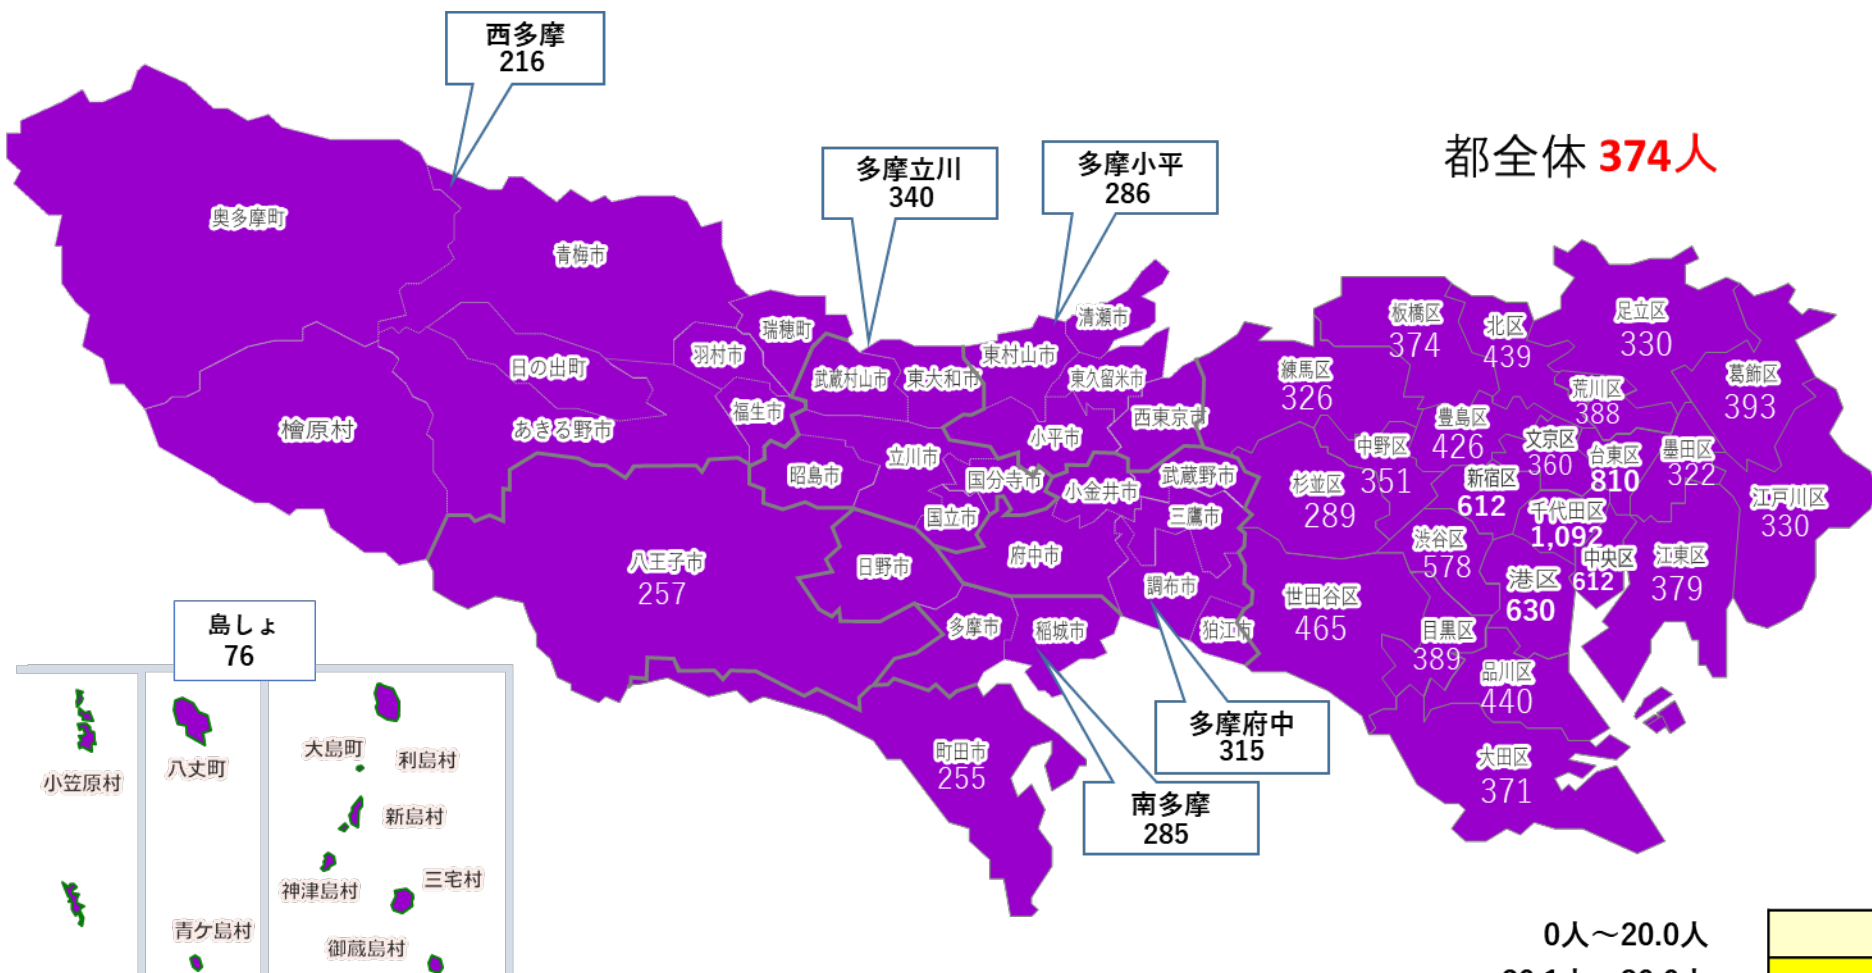 西多摩
216
多摩立川
340
多摩小平
286
都全体 374人
奥多摩町
青梅市
瑞穂町
羽村市
日の出町
福生市
あきる野市
檜原村
武蔵村山市
東大和市
東村山市
清瀬市
東久留米市
西東京市
小平市
立川市
昭島市
国分寺市
国立市
小金井市
武蔵野市
三鷹市
府中市
調布市
狛江市
日野市
八王子市
257
多摩市
稲城市
町田市
255
多摩府中
315
南多摩
285
板橋区
374
北区
439
足立区
330
葛飾区
393
練馬区
326
荒川区
388
豊島区
426
文京区
360
台東区
810
墨田区
322
中野区
351
杉並区
289
新宿区
612
千代田区
1,092
江戸川区
330
渋谷区
578
港区
630
中央区
612
江東区
379
世田谷区
465
目黒区
389
品川区
440
大田区
371
島しょ
76
小笠原村
八丈町
青ケ島村
大島町
利島村
新島村
神津島村
三宅村
御蔵島村
0人～20.0人